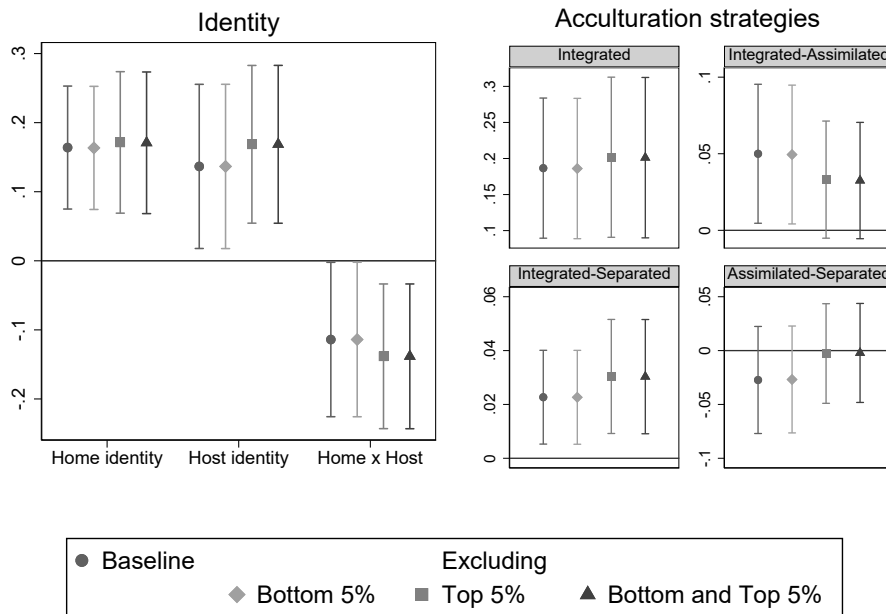 Identity
.3
.2
.1
0
-.1
-.2
Home identity Host identity Home x Host
Acculturation strategies
Integrated
.3
.25
.2
.15
.1
Integrated-Assimilated
.1
.05
0
Integrated-Separated
.06
.04
.02
0
Assimilated-Separated
.05
0
-.05
-.1
Baseline Excluding
Bottom 5% Top 5% Bottom and Top 5%